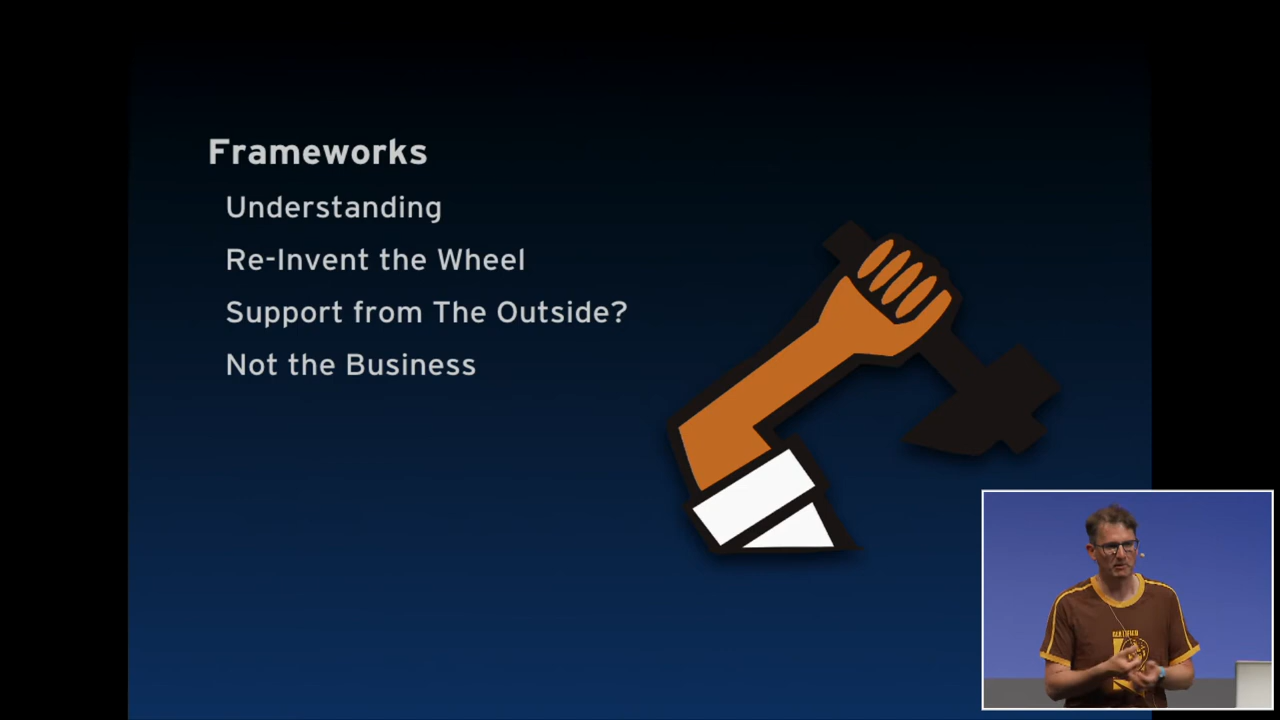 Frameworks
Understanding
Re-Invent the Wheel
Support from The Outside?
Not the Business